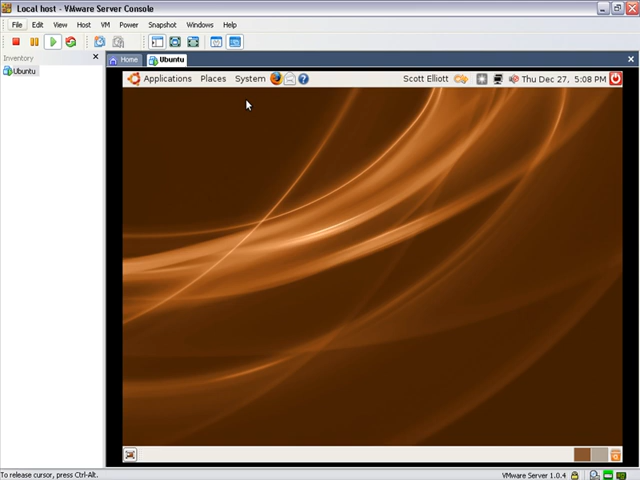 Local host - VMware Server Console
File Edit View Host VM Power Snapshot Windows Help
Inventory
Ubuntu
Home Ubuntu
Applications Places System Scott Elliott Thu Dec 27, 5:08 PM
To release cursor, press Ctrl-Alt. VMware Server 1.0.4